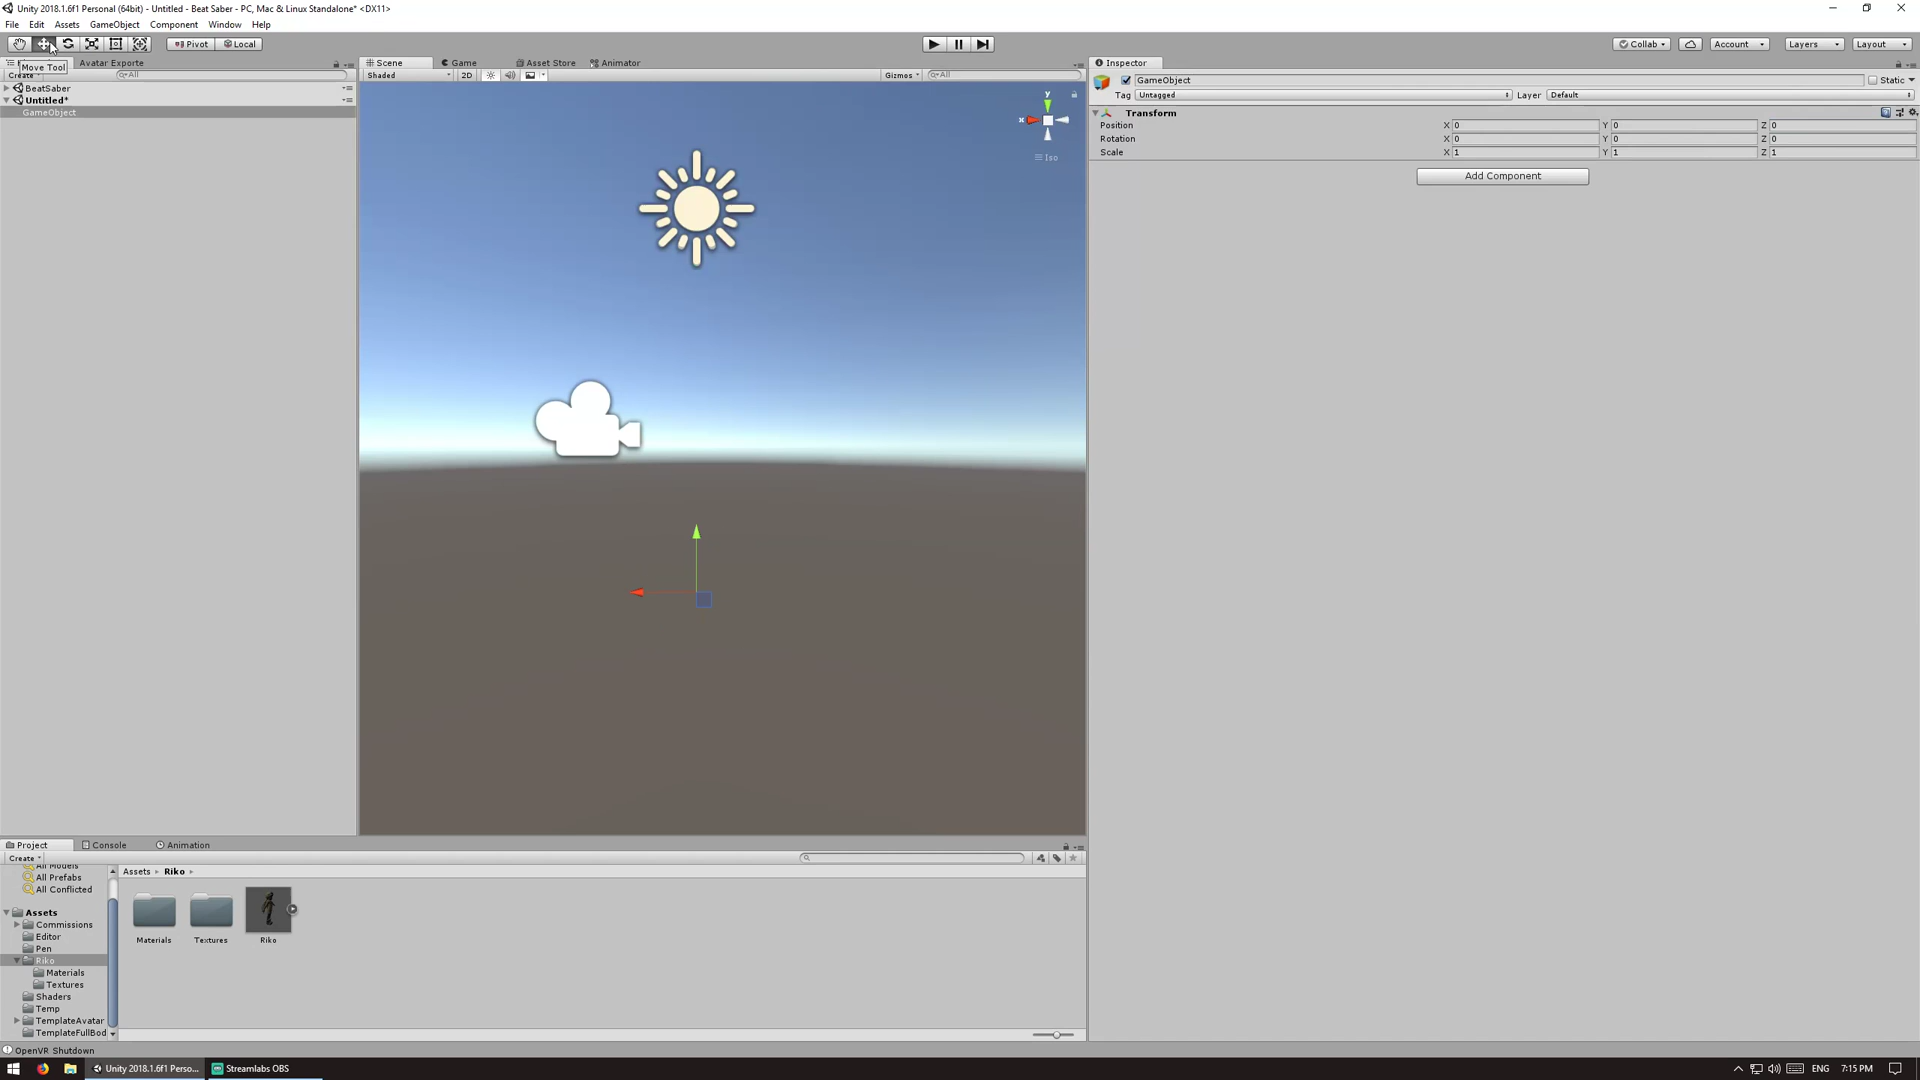 Unity 2018.1.6f1 Personal (64bit) - Untitled - Beat Saber - PC, Mac & Linux Standalone* <DX11>
File Edit Assets GameObject Component Window Help
Pivot Local Collab Account Layers Layout
Move Tool Avatar Exporte Scene Game Asset Store Animator Inspector
Create All Shaded 2D Gizmos All
GameObject Static
Tag Untagged Layer Default
BeatSaber
Untitled*
GameObject
Transform
Position X 0 Y 0 Z 0
Rotation X 0 Y 0 Z 0
Scale X 1 Y 1 Z 1
Add Component
y
x
Iso
Project Console Animation
Create
All Models
All Prefabs
All Conflicted
Assets
Commissions
Editor
Pen
Riko
Materials
Textures
Shaders
Temp
TemplateAvatar
TemplateFullBod
Assets Riko
Materials Textures Riko
OpenVR Shutdown
Unity 2018.1.6f1 Perso... Streamlabs OBS ENG 7:15 PM